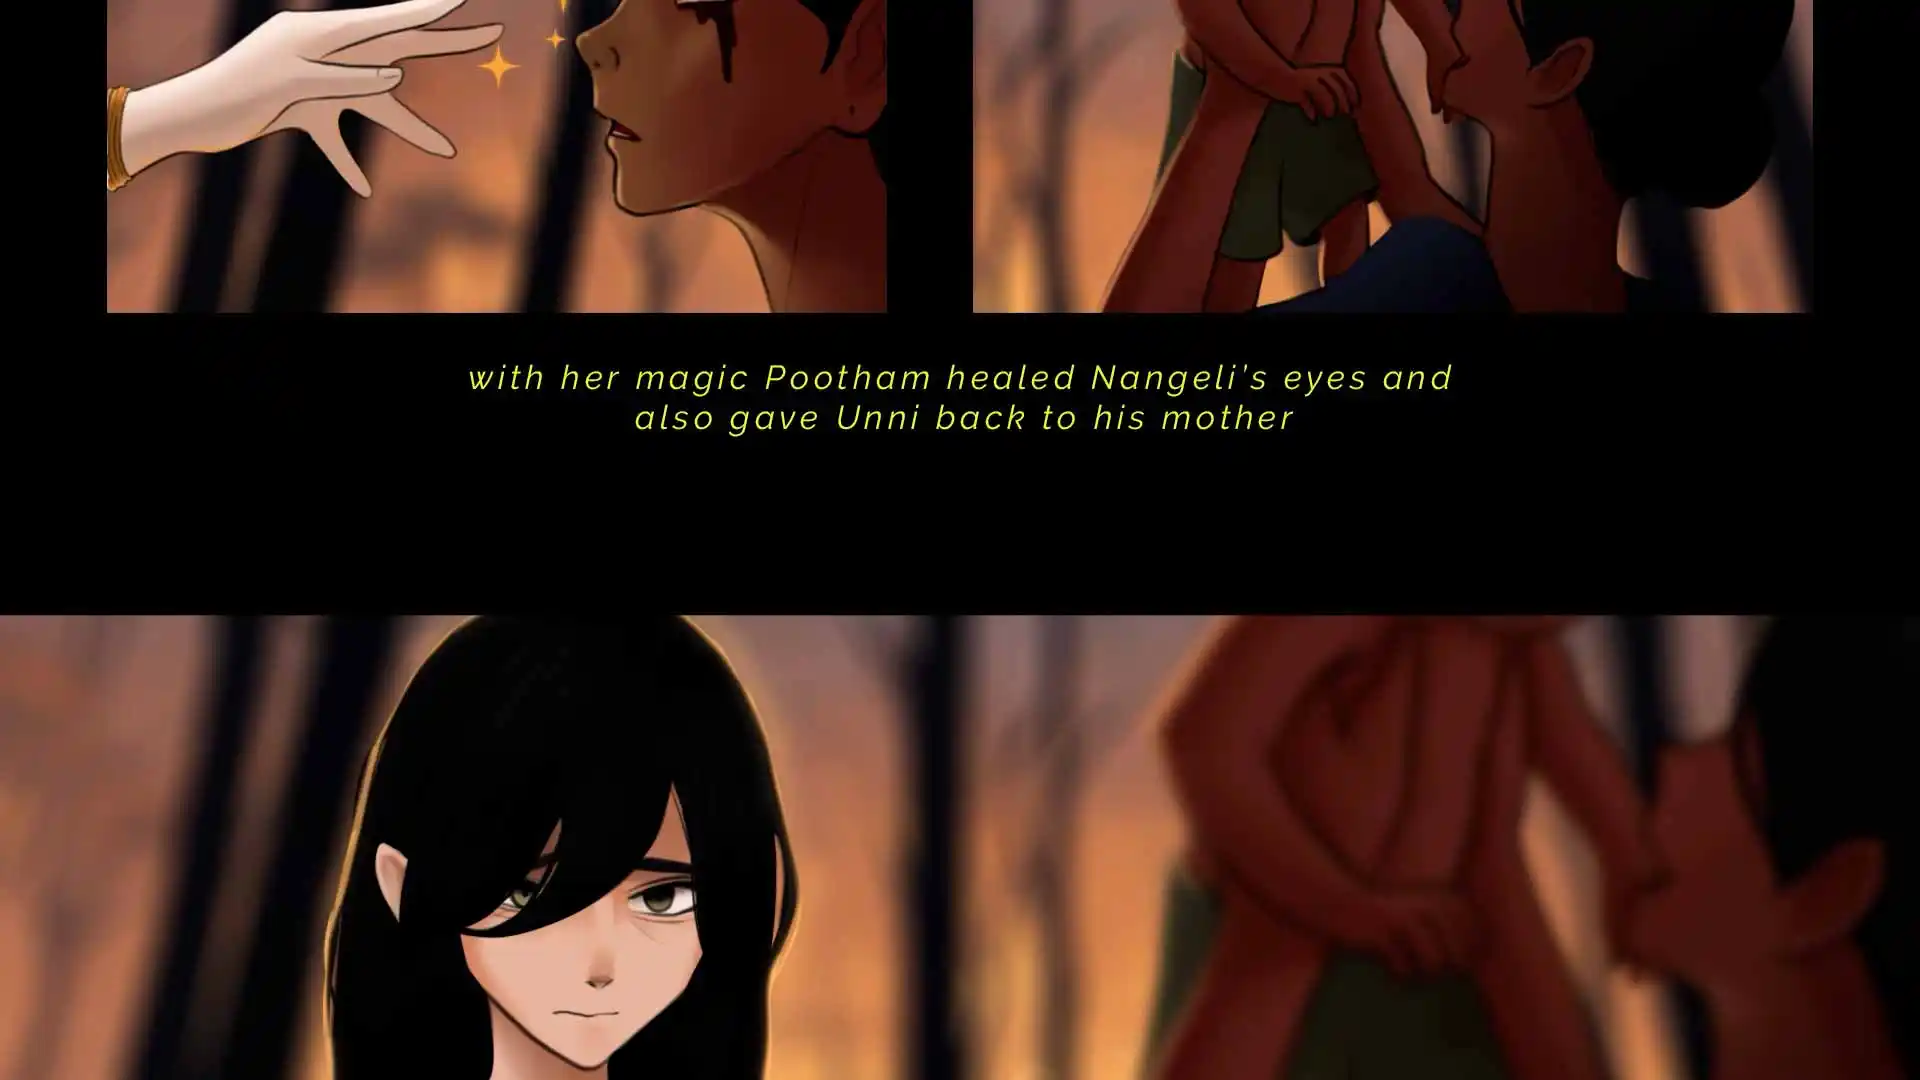 with her magic Pootham healed Nangeli's eyes and
also gave Unni back to his mother